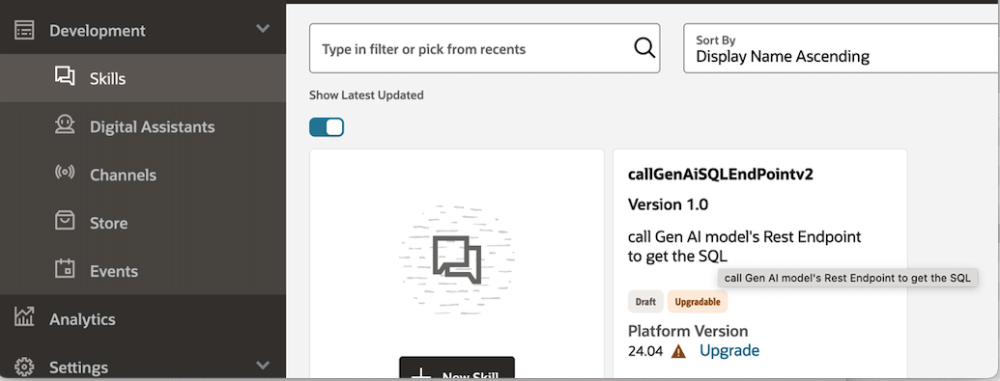 Development
Skills
Digital Assistants
Channels
Store
Events
Analytics
Settings
Type in filter or pick from recents
Sort By
Display Name Ascending
Show Latest Updated
New Skill
callGenAiSQLEndPointv2
Version 1.0
call Gen AI model's Rest Endpoint
to get the SQL
call Gen AI model's Rest Endpoint to get the SQL
Draft Upgradable
Platform Version
24.04 Upgrade